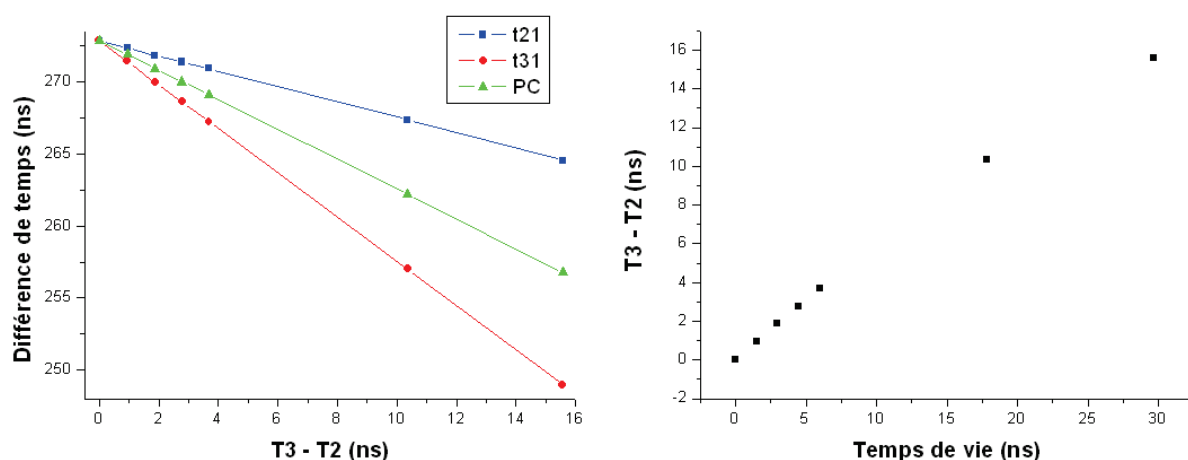 t21
t31
PC
270
265
260
255
250
Différence de temps (ns)
0 2 4 6 8 10 12 14 16
T3 - T2 (ns)
16
14
12
10
8
6
4
2
0
-2
T3 - T2 (ns)
0 5 10 15 20 25 30
Temps de vie (ns)